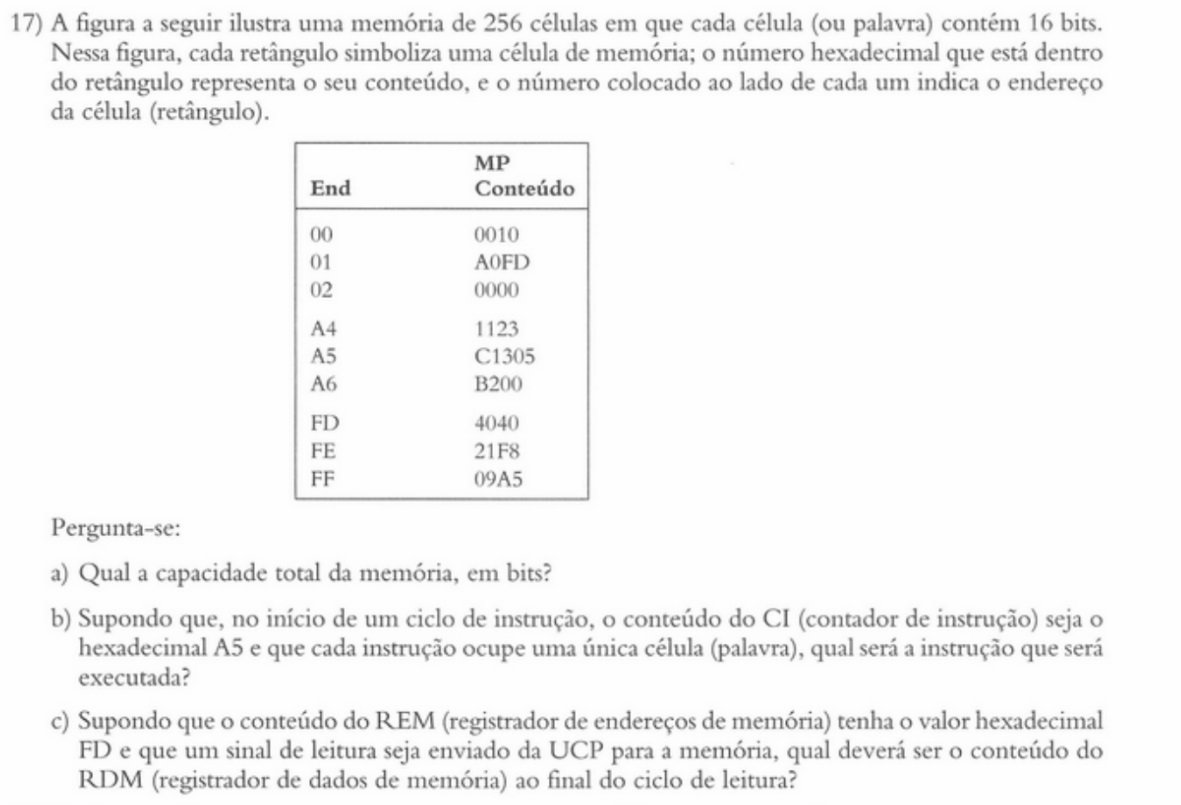 17) A figura a seguir ilustra uma memória de 256 células em que cada célula (ou palavra) contém 16 bits.
Nessa figura, cada retângulo simboliza uma célula de memória; o número hexadecimal que está dentro
do retângulo representa o seu conteúdo, e o número colocado ao lado de cada um indica o endereço
da célula (retângulo).
MP
End Conteúdo
00 0010
01 A0FD
02 0000
A4 1123
A5 C1305
A6 B200
FD 4040
FE 21F8
FF 09A5
Pergunta-se:
a) Qual a capacidade total da memória, em bits?
b) Supondo que, no início de um ciclo de instrução, o conteúdo do CI (contador de instrução) seja o
hexadecimal A5 e que cada instrução ocupe uma única célula (palavra), qual será a instrução que será
executada?
c) Supondo que o conteúdo do REM (registrador de endereços de memória) tenha o valor hexadecimal
FD e que um sinal de leitura seja enviado da UCP para a memória, qual deverá ser o conteúdo do
RDM (registrador de dados de memória) ao final do ciclo de leitura?